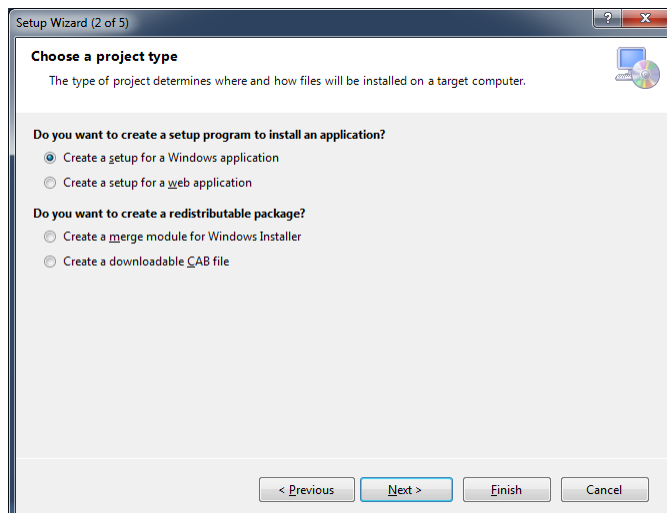 Setup Wizard (2 of 5)
?
Choose a project type
The type of project determines where and how files will be installed on a target computer.
Do you want to create a setup program to install an application?
Create a setup for a Windows application
Create a setup for a web application
Do you want to create a redistributable package?
Create a merge module for Windows Installer
Create a downloadable CAB file
< Previous Next > Finish Cancel